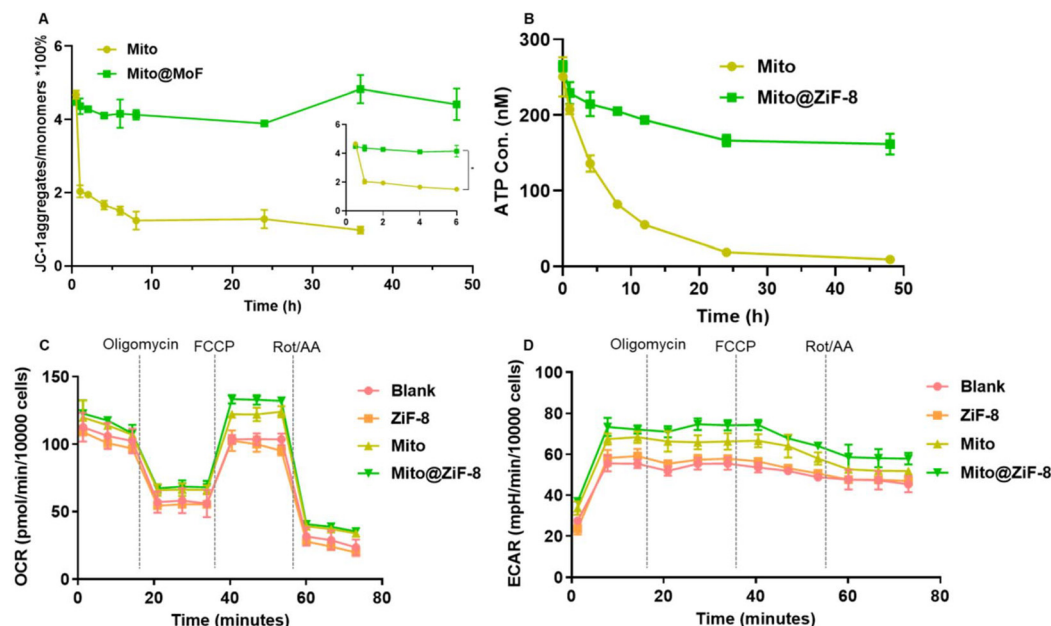 A
JC-1aggregates/monomers *100%
6
4
2
0
Mito
Mito@MoF
6
4
2
0
0 2 4 6
*
0 10 20 30 40 50
Time (h)
B
ATP Con. (nM)
300
200
100
0
Mito
Mito@ZiF-8
0 10 20 30 40 50
Time (h)
C
Oligomycin FCCP Rot/AA
OCR (pmol/min/10000 cells)
150
100
50
0
Blank
ZiF-8
Mito
Mito@ZiF-8
0 20 40 60 80
Time (minutes)
D
Oligomycin FCCP Rot/AA
ECAR (mpH/min/10000 cells)
100
80
60
40
20
0
Blank
ZiF-8
Mito
Mito@ZiF-8
0 20 40 60 80
Time (minutes)